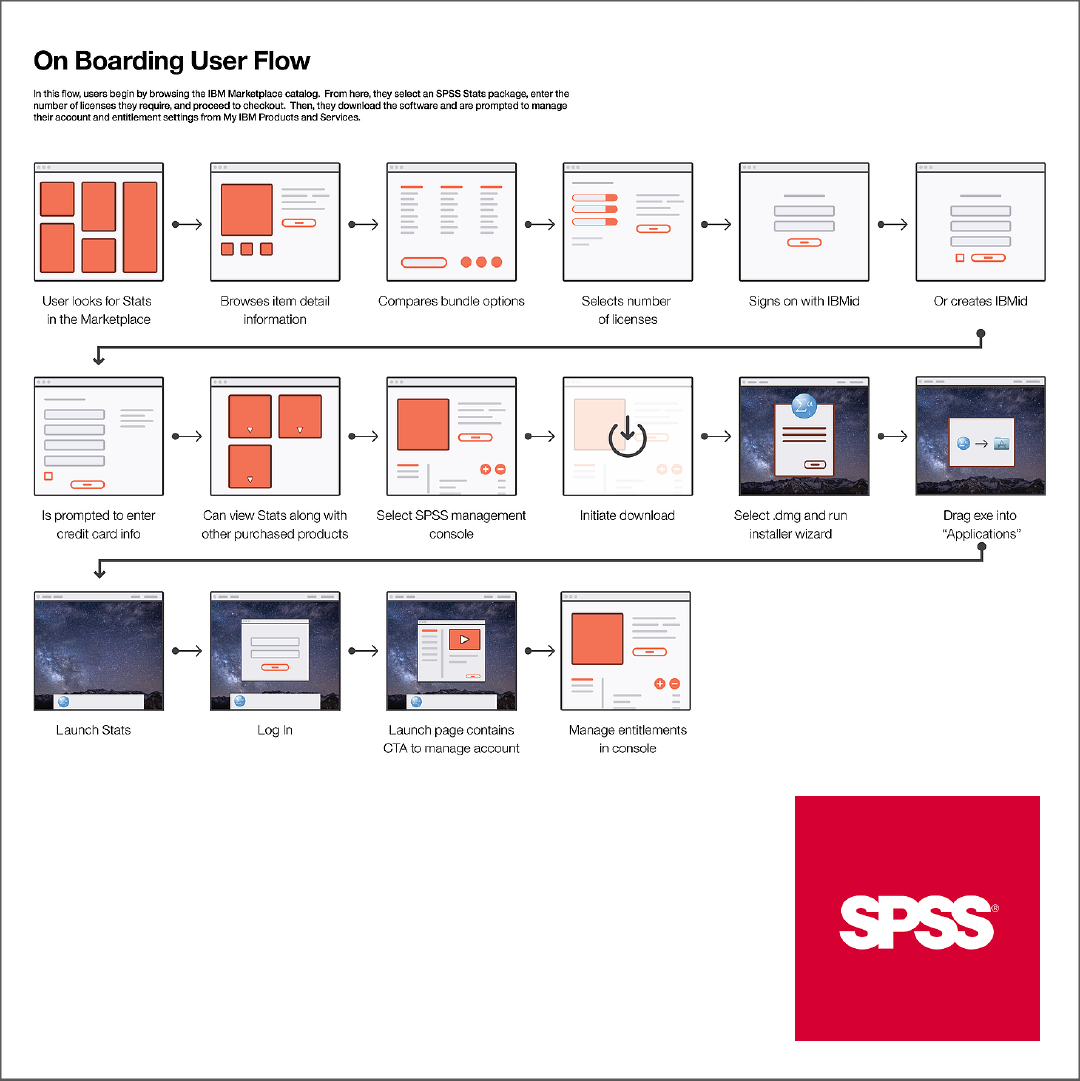 On Boarding User Flow
In this flow, users begin by browsing the IBM Marketplace catalog. From here, they select an SPSS Stats package, enter the
number of licenses they require, and proceed to checkout. Then, they download the software and are prompted to manage
their account and entitlement settings from My IBM Products and Services.
User looks for Stats
in the Marketplace
Browses item detail
information
Compares bundle options
Selects number
of licenses
Signs on with IBMid
Or creates IBMid
Is prompted to enter
credit card info
Can view Stats along with
other purchased products
Select SPSS management
console
Initiate download
Select .dmg and run
installer wizard
Drag exe into
“Applications”
Launch Stats
Log In
Launch page contains
CTA to manage account
Manage entitlements
in console
SPSS®